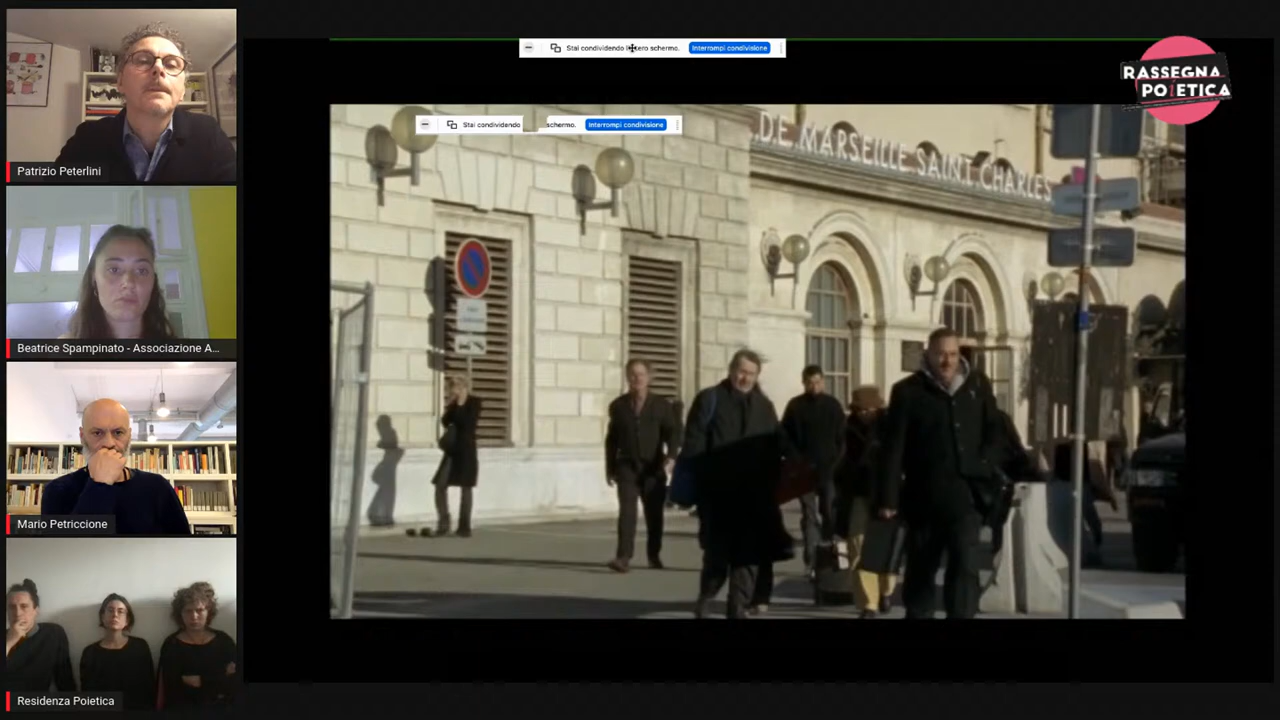 Patrizio Peterlini
Beatrice Spampinato - Associazione A...
Mario Petriccione
Residenza Poietica
Stai condividendo schermo.
Interrompi condivisione
RASSEGNA
POIETICA
Stai condividendo schermo.
Interrompi condivisione
DE MARSEILLE SAINT CHARLES